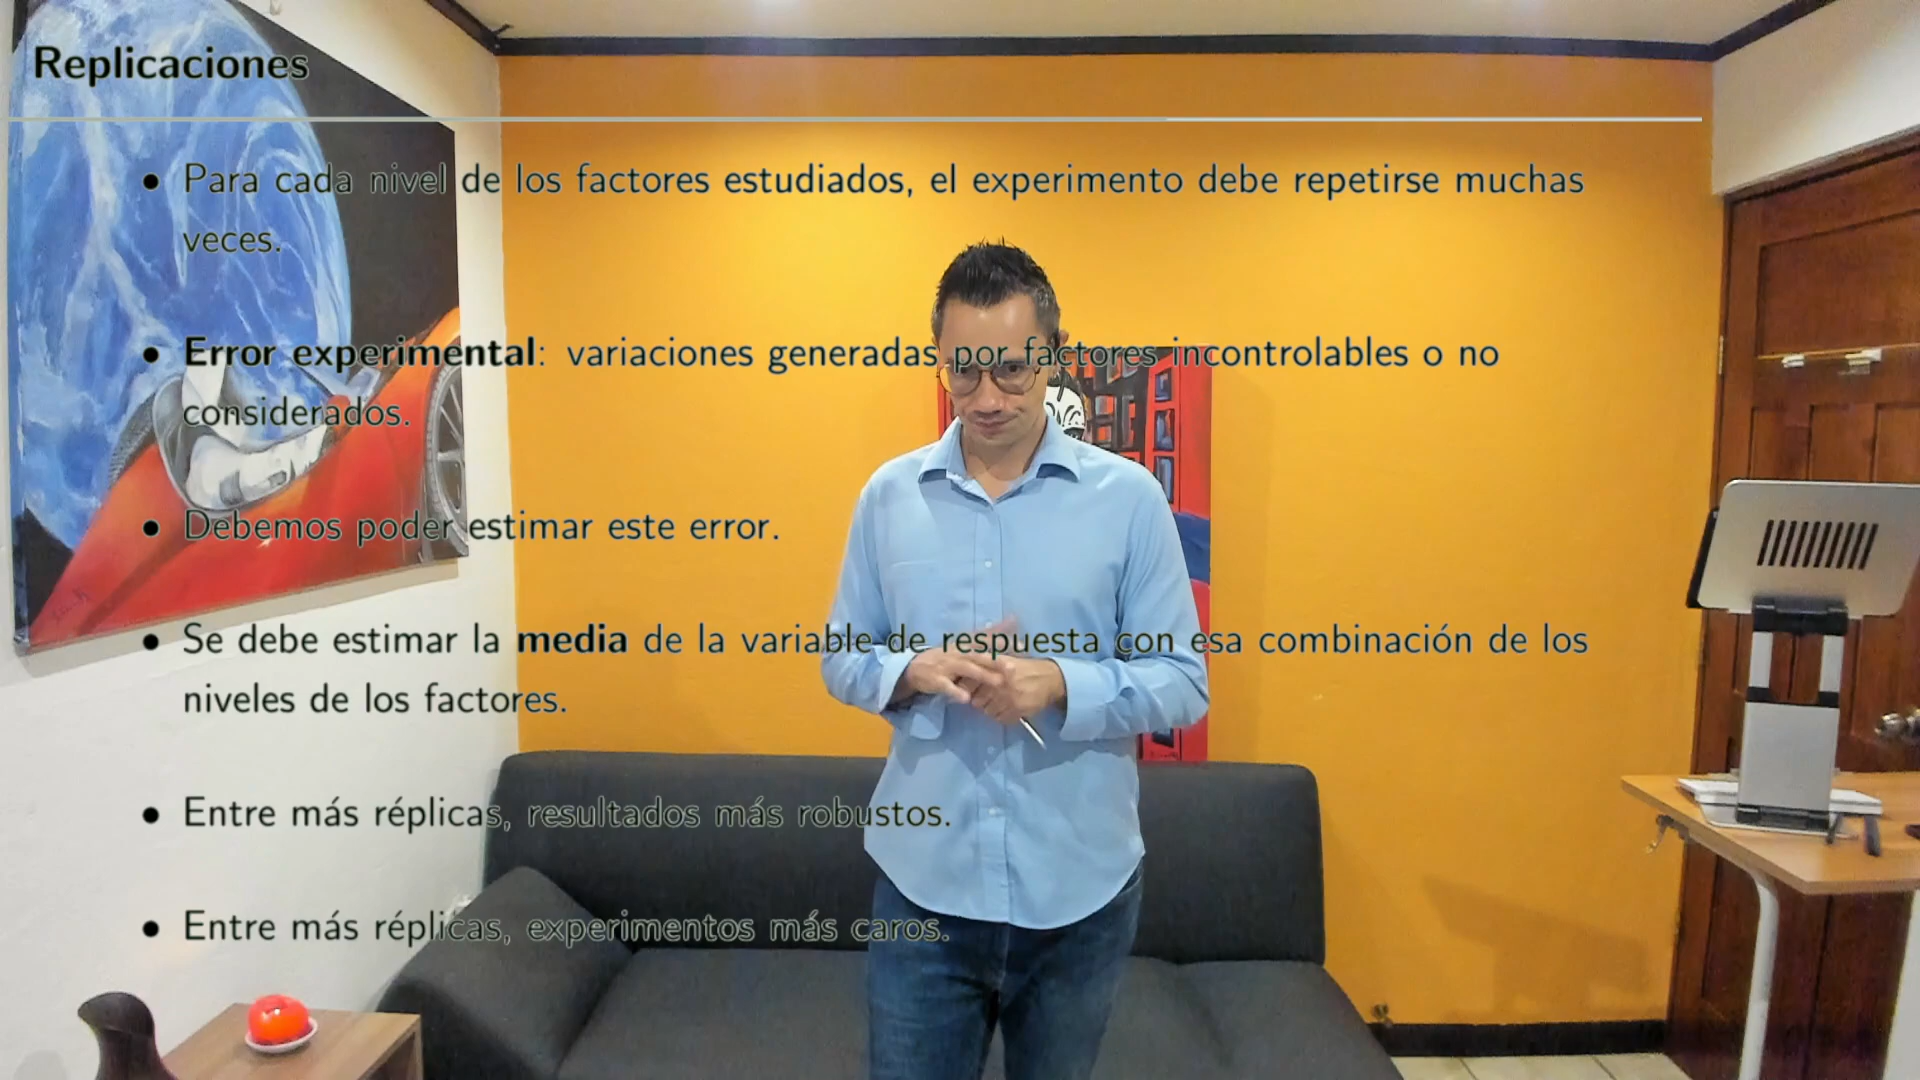 Replicaciones
• Para cada nivel de los factores estudiados, el experimento debe repetirse muchas
veces.
• Error experimental: variaciones generadas por factores incontrolables o no
considerados.
• Debemos poder estimar este error.
• Se debe estimar la media de la variable de respuesta con esa combinación de los
niveles de los factores.
• Entre más réplicas, resultados más robustos.
• Entre más réplicas, experimentos más caros.